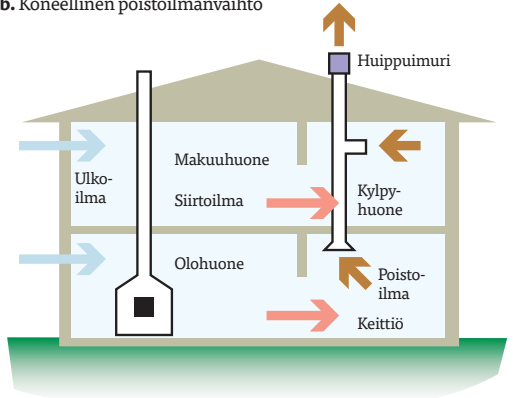 b. Koneellinen poistoilmanvaihto
Huippuimuri
Makuuhuone
Ulko-
ilma
Siirtoilma
Kylpy-
huone
Olohuone
Poisto-
ilma
Keittiö